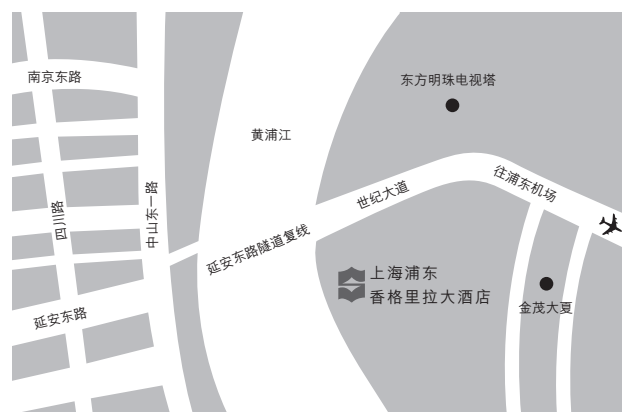 南京东路
东方明珠电视塔
黄浦江
往浦东机场
世纪大道
中山东一路
四川路
延安东路隧道复线
上海浦东
香格里拉大酒店
金茂大厦
延安东路